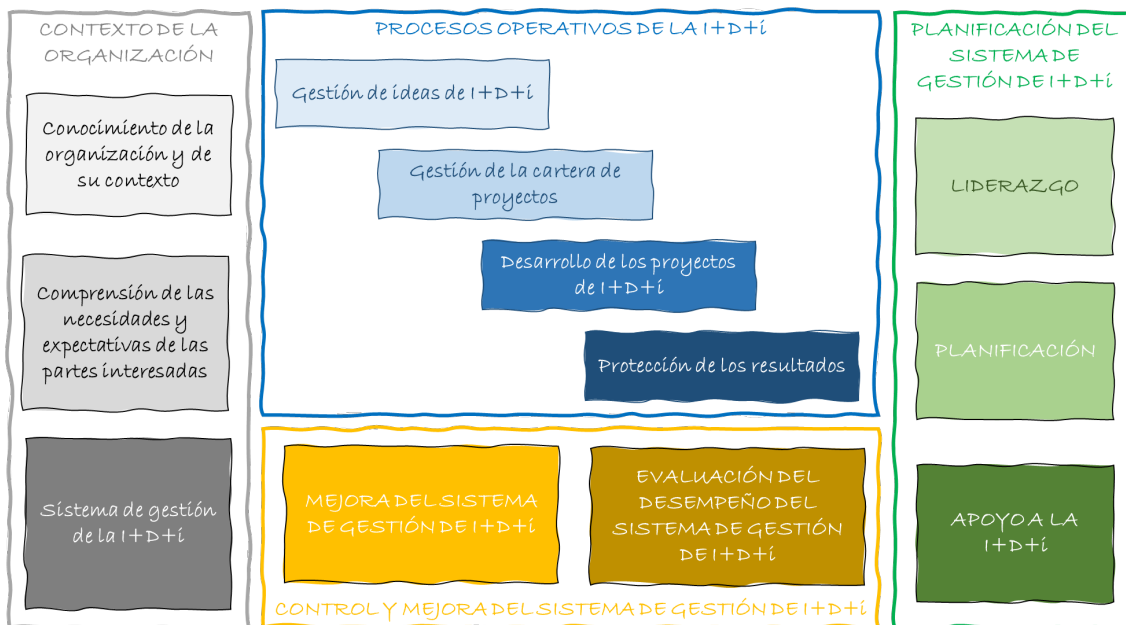 CONTEXTO DE LA
ORGANIZACIÓN
Conocimiento de la
organización y de
su contexto
Comprensión de las
necesidades y
expectativas de las
partes interesadas
Sistema de gestión
de la I+D+i
PROCESOS OPERATIVOS DE LA I+D+i
Gestión de ideas de I+D+i
Gestión de la cartera de
proyectos
Desarrollo de los proyectos
de I+D+i
Protección de los resultados
MEJORA DEL SISTEMA
DE GESTIÓN DE I+D+i
EVALUACIÓN DEL
DESEMPEÑO DEL
SISTEMA DE GESTIÓN
DE I+D+i
CONTROL Y MEJORA DEL SISTEMA DE GESTIÓN DE I+D+i
PLANIFICACIÓN DEL
SISTEMA DE
GESTIÓN DE I+D+i
LIDERAZGO
PLANIFICACIÓN
APOYO A LA
I+D+i